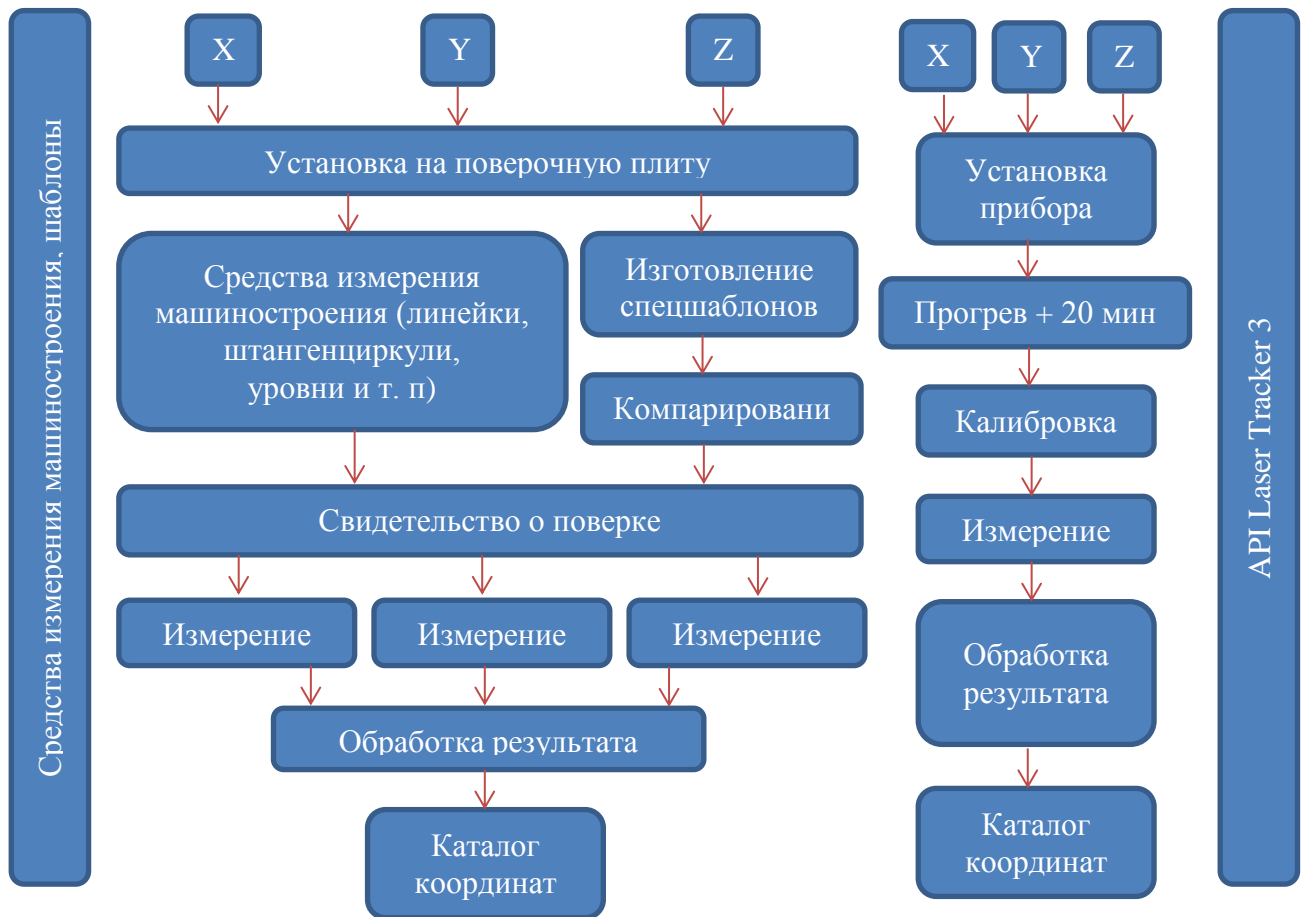 Средства измерения машиностроения, шаблоны
X
Y
Z
Установка на поверочную плиту
Средства измерения
машиностроения (линейки,
штангенциркули,
уровни и т. п)
Изготовление
спецшаблонов
Компарировани
Свидетельство о поверке
Измерение
Измерение
Измерение
Обработка результата
Каталог
координат
X
Y
Z
Установка
прибора
Прогрев + 20 мин
Калибровка
Измерение
Обработка
результата
Каталог
координат
API Laser Tracker 3